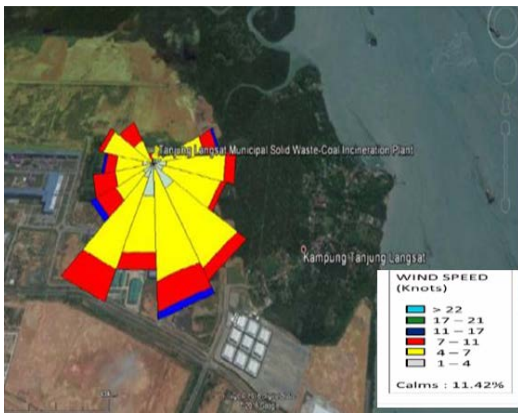 Tanjung Langsat Municipal Solid Waste-Coal Incineration Plant
Kampung Tanjung Langsat
WIND SPEED
(Knots)
> 22
17 – 21
11 – 17
7 – 11
4 – 7
1 – 4
Calms : 11.42%